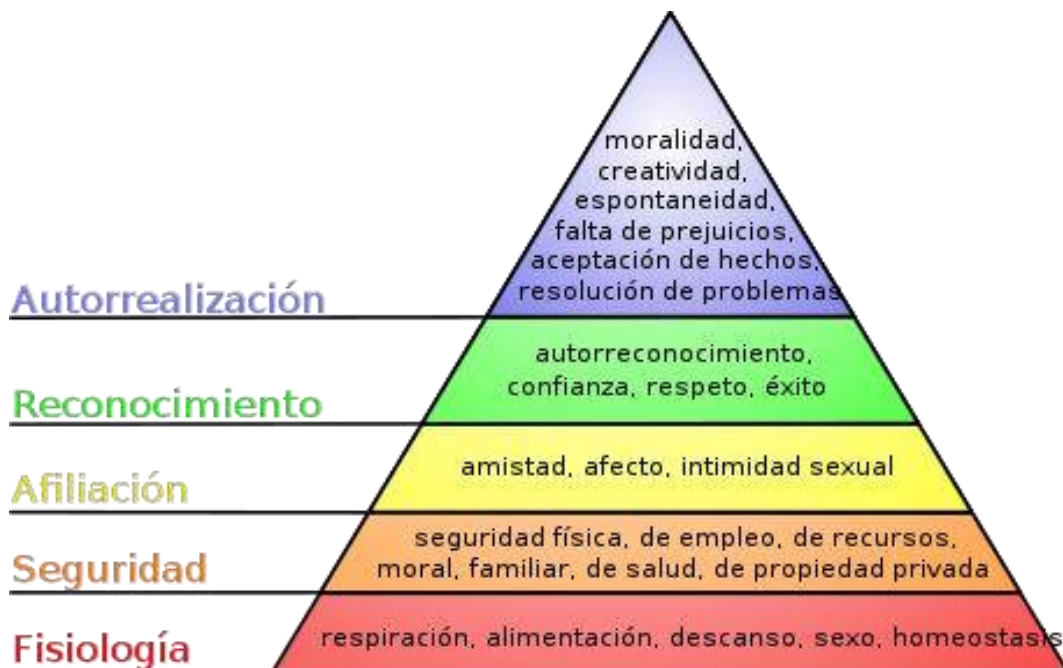 moralidad,
creatividad,
espontaneidad,
falta de prejuicios,
aceptación de hechos,
resolución de problemas
Autorrealización
autorreconocimiento,
confianza, respeto, éxito
Reconocimiento
amistad, afecto, intimidad sexual
Afiliación
seguridad física, de empleo, de recursos,
moral, familiar, de salud, de propiedad privada
Seguridad
respiración, alimentación, descanso, sexo, homeostasis
Fisiología